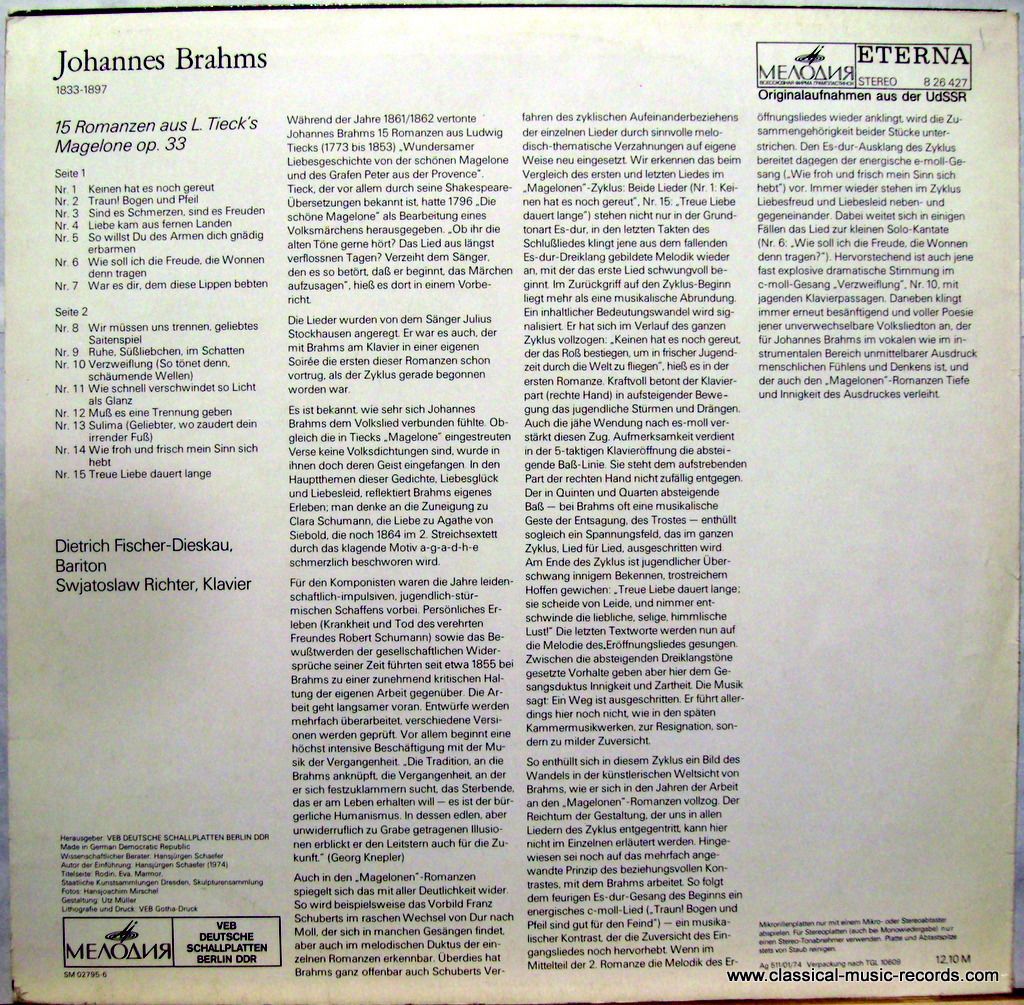 Johannes Brahms
1833-1897
15 Romanzen aus L. Tieck's
Magelone op. 33
Seite 1
Nr. 1 Keinen hat es noch gereut
Nr. 2 Traun! Bogen und Pfeil
Nr. 3 Sind es Schmerzen, sind es Freuden
Nr. 4 Liebe kam aus fernen Landen
Nr. 5 So willst Du des Armen dich gnädig
erbarmen
Nr. 6 Wie soll ich die Freude, die Wonnen
denn tragen
Nr. 7 War es dir, dem diese Lippen bebten
Seite 2
Nr. 8 Wir müssen uns trennen, geliebtes
Saitenspiel
Nr. 9 Ruhe, Süßliebchen, im Schatten
Nr. 10 Verzweiflung (So tönet denn,
schäumende Wellen)
Nr. 11 Wie schnell verschwindet so Licht
als Glanz
Nr. 12 Muß es eine Trennung geben
Nr. 13 Sulima (Geliebter, wo zaudert dein
irrender Fuß)
Nr. 14 Wie froh und frisch mein Sinn sich
hebt
Nr. 15 Treue Liebe dauert lange
Dietrich Fischer-Dieskau,
Bariton
Swjatoslaw Richter, Klavier
Herausgeber: VEB DEUTSCHE SCHALLPLATTEN BERLIN DDR
Made in German Democratic Republic
Wissenschaftlicher Berater: Hansjürgen Schaefer
Autor der Einführung: Hansjürgen Schaefer (1974)
Titelseite: Rodin, Eva, Marmor,
Staatliche Kunstsammlungen Dresden, Skulpturensammlung
Fotos: Hansjoachim Mirschel
Gestaltung: Utz Müller
Lithografie und Druck: VEB Gotha-Druck
МЕЛОДИЯ
VEB
DEUTSCHE
SCHALLPLATTEN
BERLIN DDR
SM 02795-6
Während der Jahre 1861/1862 vertonte
Johannes Brahms 15 Romanzen aus Ludwig
Tiecks (1773 bis 1853) „Wundersamer
Liebesgeschichte von der schönen Magelone
und des Grafen Peter aus der Provence".
Tieck, der vor allem durch seine Shakespeare-
Übersetzungen bekannt ist, hatte 1796 „Die
schöne Magelone" als Bearbeitung eines
Volksmärchens herausgegeben. „Ob ihr die
alten Töne gerne hört? Das Lied aus längst
verflossnen Tagen? Verzeiht dem Sänger,
den es so betört, daß er beginnt, das Märchen
aufzusagen", hieß es dort in einem Vorbe-
richt.
Die Lieder wurden von dem Sänger Julius
Stockhausen angeregt. Er war es auch, der
mit Brahms am Klavier in einer eigenen
Soirée die ersten dieser Romanzen schon
vortrug, als der Zyklus gerade begonnen
worden war.
Es ist bekannt, wie sehr sich Johannes
Brahms dem Volkslied verbunden fühlte. Ob-
gleich die in Tiecks „Magelone" eingestreuten
Verse keine Volksdichtungen sind, wurde in
ihnen doch deren Geist eingefangen. In den
Hauptthemen dieser Gedichte, Liebesglück
und Liebesleid, reflektiert Brahms eigenes
Erleben; man denke an die Zuneigung zu
Clara Schumann, die Liebe zu Agathe von
Siebold, die noch 1864 im 2. Streichsextett
durch das klagende Motiv a-g-a-d-h-e
schmerzlich beschworen wird.
Für den Komponisten waren die Jahre leiden-
schaftlich-impulsiven, jugendlich-stür-
mischen Schaffens vorbei. Persönliches Er-
leben (Krankheit und Tod des verehrten
Freundes Robert Schumann) sowie das Be-
wußtwerden der gesellschaftlichen Wider-
sprüche seiner Zeit führten seit etwa 1855 bei
Brahms zu einer zunehmend kritischen Hal-
tung der eigenen Arbeit gegenüber. Die Ar-
beit geht langsamer voran. Entwürfe werden
mehrfach überarbeitet, verschiedene Versi-
onen werden geprüft. Vor allem beginnt eine
höchst intensive Beschäftigung mit der Mu-
sik der Vergangenheit. „Die Tradition, an die
Brahms anknüpft, die Vergangenheit, an der
er sich festzuklammern sucht, das Sterbende,
das er am Leben erhalten will — es ist der bür-
gerliche Humanismus. In dessen edlen, aber
unwiderruflich zu Grabe getragenen Illusio-
nen erblickt er den Leitstern auch für die Zu-
kunft." (Georg Knepler)
Auch in den „Magelonen"-Romanzen
spiegelt sich das mit aller Deutlichkeit wider.
So wird beispielsweise das Vorbild Franz
Schuberts im raschen Wechsel von Dur nach
Moll, der sich in manchen Gesängen findet,
aber auch im melodischen Duktus der ein-
zelnen Romanzen erkennbar. Überdies hat
Brahms ganz offenbar auch Schuberts Ver-
fahren des zyklischen Aufeinanderbeziehens
der einzelnen Lieder durch sinnvolle melo-
disch-thematische Verzahnungen auf eigene
Weise neu eingesetzt. Wir erkennen das beim
Vergleich des ersten und letzten Liedes im
„Magelonen"-Zyklus: Beide Lieder (Nr. 1: Kei-
nen hat es noch gereut", Nr. 15: „Treue Liebe
dauert lange") stehen nicht nur in der Grund-
tonart Es-dur, in den letzten Takten des
Schlußliedes klingt jene aus dem fallenden
Es-dur-Dreiklang gebildete Melodik wieder
an, mit der das erste Lied schwungvoll be-
ginnt. Im Zurückgriff auf den Zyklus-Beginn
liegt mehr als eine musikalische Abrundung.
Ein inhaltlicher Bedeutungswandel wird sig-
nalisiert. Er hat sich im Verlauf des ganzen
Zyklus vollzogen: „Keinen hat es noch gereut,
der das Roß bestiegen, um in frischer Jugend-
zeit durch die Welt zu fliegen", hieß es in der
ersten Romanze. Kraftvoll betont der Klavier-
part (rechte Hand) in aufsteigender Bewe-
gung das jugendliche Stürmen und Drängen.
Auch die jähe Wendung nach es-moll ver-
stärkt diesen Zug. Aufmerksamkeit verdient
in der 5-taktigen Klavieröffnung die abstei-
gende Baß-Linie. Sie steht dem aufstrebenden
Part der rechten Hand nicht zufällig entgegen.
Der in Quinten und Quarten absteigende
Baß — bei Brahms oft eine musikalische
Geste der Entsagung, des Trostes — enthüllt
sogleich ein Spannungsfeld, das im ganzen
Zyklus, Lied für Lied, ausgeschritten wird.
Am Ende des Zyklus ist jugendlicher Über-
schwang innigem Bekennen, trostreichem
Hoffen gewichen: „Treue Liebe dauert lange;
sie scheide von Leide, und nimmer ent-
schwinde die liebliche, selige, himmlische
Lust!" Die letzten Textworte werden nun auf
die Melodie des Eröffnungsliedes gesungen.
Zwischen die absteigenden Dreiklangstöne
gesetzte Vorhalte geben aber hier dem Ge-
sangsduktus Innigkeit und Zartheit. Die Musik
sagt: Ein Weg ist ausgeschritten. Er führt aller-
dings hier noch nicht, wie in den späten
Kammermusikwerken, zur Resignation, son-
dern zu milder Zuversicht.
So enthüllt sich in diesem Zyklus ein Bild des
Wandels in der künstlerischen Weltsicht von
Brahms, wie er sich in den Jahren der Arbeit
an den „Magelonen"-Romanzen vollzog. Der
Reichtum der Gestaltung, der uns in allen
Liedern des Zyklus entgegentritt, kann hier
nicht im Einzelnen erläutert werden. Hinge-
wiesen sei noch auf das mehrfach ange-
wandte Prinzip des beziehungsvollen Kon-
trastes, mit dem Brahms arbeitet. So folgt
dem feurigen Es-dur-Gesang des Beginns ein
energisches c-moll-Lied („Traun! Bogen und
Pfeil sind gut für den Feind") — ein musika-
lischer Kontrast, der die Zuversicht des Ein-
gangsliedes noch hervorhebt. Wenn im
Mittelteil der 2. Romanze die Melodik des Er-
МЕЛОДИЯ
ВСЕСОЮЗНАЯ ФИРМА ГРАМПЛАСТИНОК
ETERNA
STEREO 8 26 427
Originalaufnahmen aus der UdSSR
öffnungsliedes wieder anklingt, wird die Zu-
sammengehörigkeit beider Stücke unter-
strichen. Den Es-dur-Ausklang des Zyklus
bereitet dagegen der energische e-moll-Ge-
sang („Wie froh und frisch mein Sinn sich
hebt") vor. Immer wieder stehen im Zyklus
Liebesfreud und Liebesleid neben- und
gegeneinander. Dabei weitet sich in einigen
Fällen das Lied zur kleinen Solo-Kantate
(Nr. 6: „Wie soll ich die Freude, die Wonnen
denn tragen?"). Hervorstechend ist auch jene
fast explosive dramatische Stimmung im
c-moll-Gesang „Verzweiflung", Nr. 10, mit
jagenden Klavierpassagen. Daneben klingt
immer erneut besänftigend und voller Poesie
jener unverwechselbare Volksliedton an, der
für Johannes Brahms im vokalen wie im in-
strumentalen Bereich unmittelbarer Ausdruck
menschlichen Fühlens und Denkens ist, und
der auch den „Magelonen"-Romanzen Tiefe
und Innigkeit des Ausdruckes verleiht.
Mikrorillenplatten nur mit einem Mikro- oder Stereoabtaster
abspielen. Für Stereoplatten (auch bei Monowiedergabe) nur
einen Stereo-Tonabnehmer verwenden. Platte und Abtastspitze
stets von Staub reinigen.
Ag 511/01/74 Verpackung nach TGL 10609
12,10 M
www.classical-music-records.com